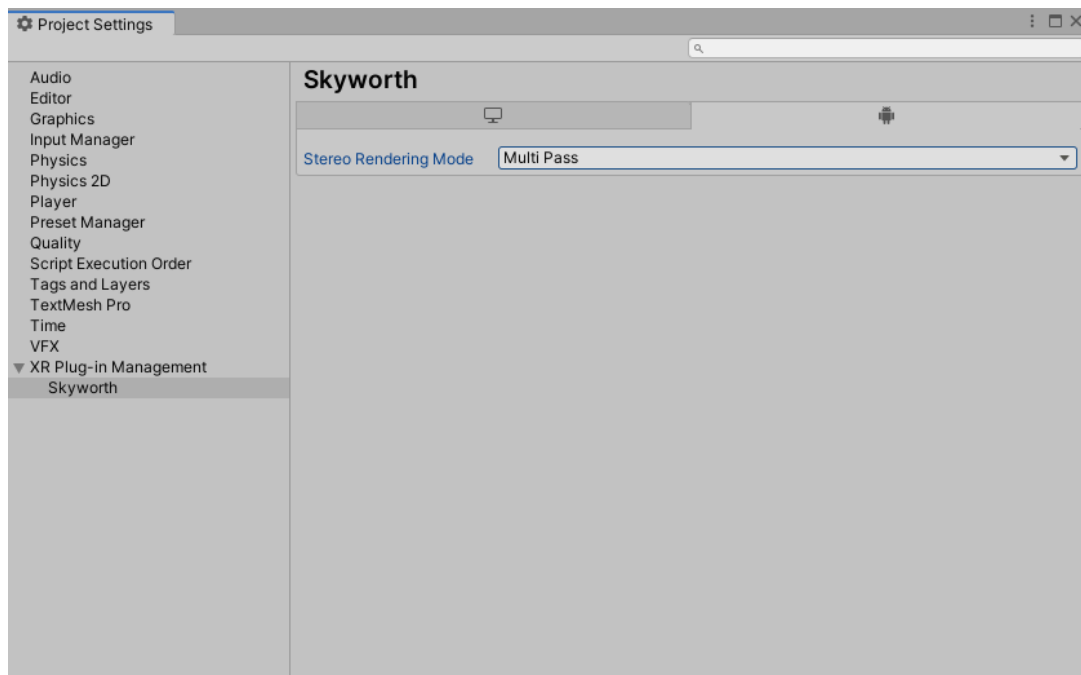 Project Settings
Audio
Editor
Graphics
Input Manager
Physics
Physics 2D
Player
Preset Manager
Quality
Script Execution Order
Tags and Layers
TextMesh Pro
Time
VFX
XR Plug-in Management
Skyworth
Skyworth
Stereo Rendering Mode Multi Pass